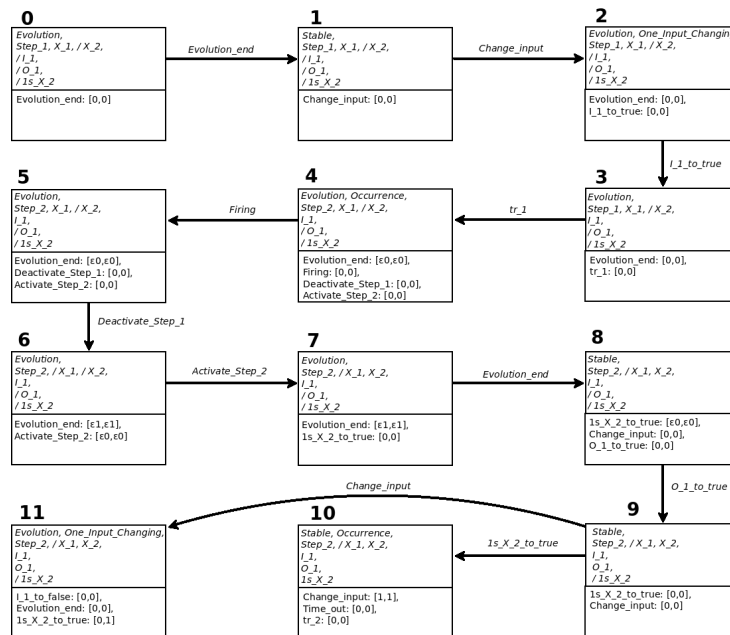 0
Evolution,
Step_1, X_1, / X_2,
/ I_1,
/ O_1,
/ 1s_X_2
Evolution_end: [0,0]
Evolution_end
1
Stable,
Step_1, X_1, / X_2,
/ I_1,
/ O_1,
/ 1s_X_2
Change_input: [0,0]
Change_input
2
Evolution, One_Input_Changing
Step_1, X_1, / X_2,
/ I_1,
/ O_1,
/ 1s_X_2
Evolution_end: [0,0],
I_1_to_true: [0,0]
I_1_to_true
3
Evolution,
Step_1, X_1, / X_2,
I_1,
/ O_1,
/ 1s_X_2
Evolution_end: [0,0],
tr_1: [0,0]
tr_1
4
Evolution, Occurrence,
Step_2, X_1, / X_2,
I_1,
/ O_1,
/ 1s_X_2
Evolution_end: [ε0,ε0],
Firing: [0,0],
Deactivate_Step_1: [0,0],
Activate_Step_2: [0,0]
Firing
5
Evolution,
Step_2, X_1, / X_2,
I_1,
/ O_1,
/ 1s_X_2
Evolution_end: [ε0,ε0],
Deactivate_Step_1: [0,0],
Activate_Step_2: [0,0]
Deactivate_Step_1
6
Evolution,
Step_2, / X_1, / X_2,
I_1,
/ O_1,
/ 1s_X_2
Evolution_end: [ε1,ε1],
Activate_Step_2: [ε0,ε0]
Activate_Step_2
7
Evolution,
Step_2, / X_1, X_2,
I_1,
/ O_1,
/ 1s_X_2
Evolution_end: [ε1,ε1],
1s_X_2_to_true: [0,0]
Evolution_end
8
Stable,
Step_2, / X_1, X_2,
I_1,
/ O_1,
/ 1s_X_2
1s_X_2_to_true: [ε0,ε0],
Change_input: [0,0],
O_1_to_true: [0,0]
O_1_to_true
9
Stable,
Step_2, / X_1, X_2,
I_1,
O_1,
/ 1s_X_2
1s_X_2_to_true: [0,0],
Change_input: [0,0]
1s_X_2_to_true
Change_input
10
Stable, Occurrence,
Step_2, / X_1, X_2,
I_1,
O_1,
1s_X_2
Change_input: [1,1],
Time_out: [0,0],
tr_2: [0,0]
11
Evolution, One_Input_Changing,
Step_2, / X_1, X_2,
I_1,
O_1,
/ 1s_X_2
I_1_to_false: [0,0],
Evolution_end: [0,0],
1s_X_2_to_true: [0,1]